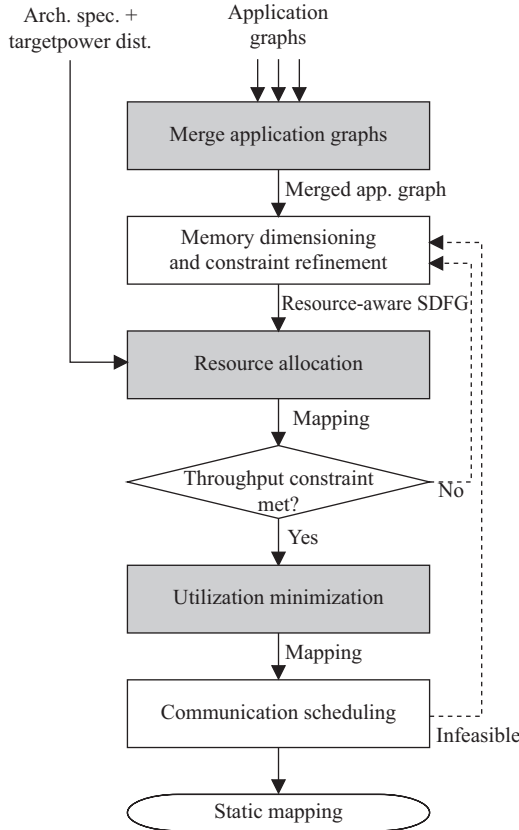 Arch. spec. +
targetpower dist.
Application
graphs
Merge application graphs
Merged app. graph
Memory dimensioning
and constraint refinement
Resource-aware SDFG
Resource allocation
Mapping
Throughput constraint
met?
No
Yes
Utilization minimization
Mapping
Communication scheduling
Infeasible
Static mapping